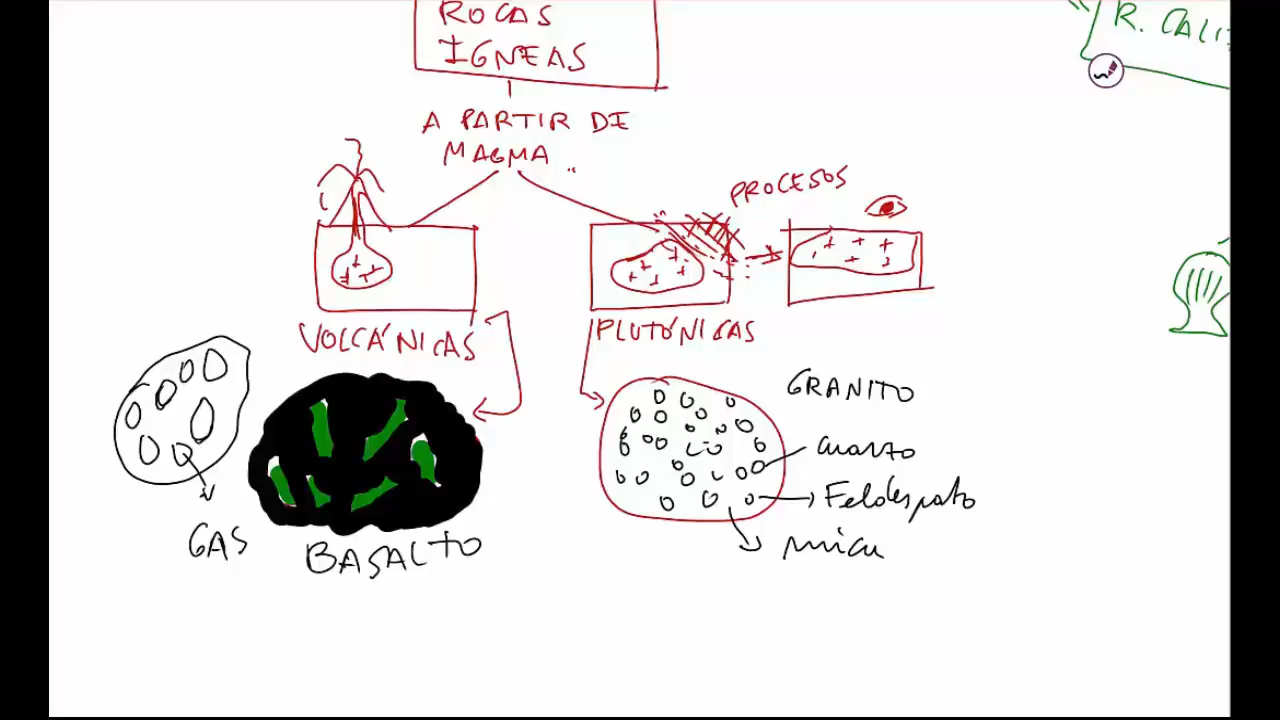 ROCAS
IGNEAS
R. CALI
A PARTIR DE
MAGMA
PROCESOS
VOLCÁNICAS
PLUTÓNICAS
GRANITO
cuarzo
Feldespato
mica
GAS
BASALTO